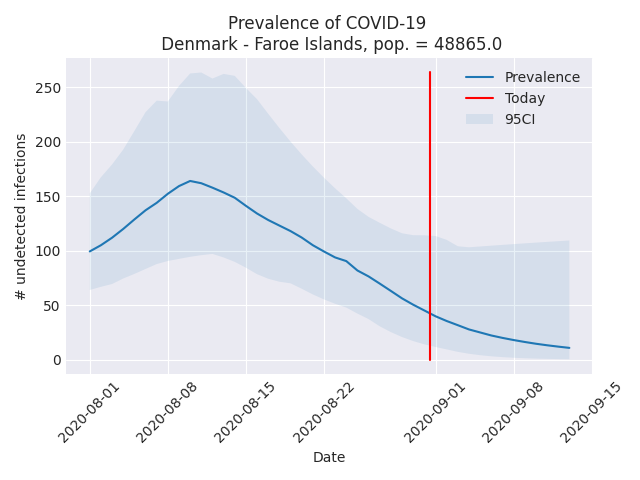 Prevalence of COVID-19
Denmark - Faroe Islands, pop. = 48865.0
Prevalence
Today
95CI
# undetected infections
250
200
150
100
50
0
2020-08-01
2020-08-08
2020-08-15
2020-08-22
2020-09-01
2020-09-08
2020-09-15
Date